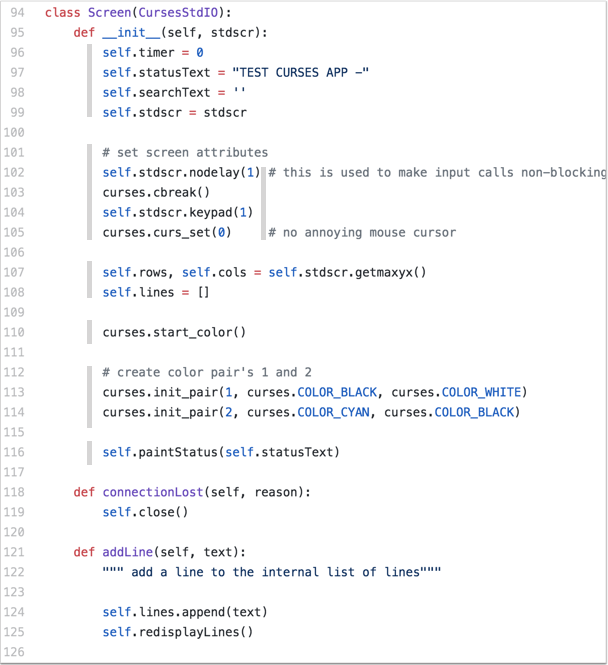 94 class Screen(CursesStdIO):
95     def __init__(self, stdscr):
96         self.timer = 0
97         self.statusText = "TEST CURSES APP -"
98         self.searchText = ''
99         self.stdscr = stdscr
100
101         # set screen attributes
102         self.stdscr.nodelay(1) # this is used to make input calls non-blocking
103         curses.cbreak()
104         self.stdscr.keypad(1)
105         curses.curs_set(0)     # no annoying mouse cursor
106
107         self.rows, self.cols = self.stdscr.getmaxyx()
108         self.lines = []
109
110         curses.start_color()
111
112         # create color pair's 1 and 2
113         curses.init_pair(1, curses.COLOR_BLACK, curses.COLOR_WHITE)
114         curses.init_pair(2, curses.COLOR_CYAN, curses.COLOR_BLACK)
115
116         self.paintStatus(self.statusText)
117
118     def connectionLost(self, reason):
119         self.close()
120
121     def addLine(self, text):
122         """ add a line to the internal list of lines"""
123
124         self.lines.append(text)
125         self.redisplayLines()
126